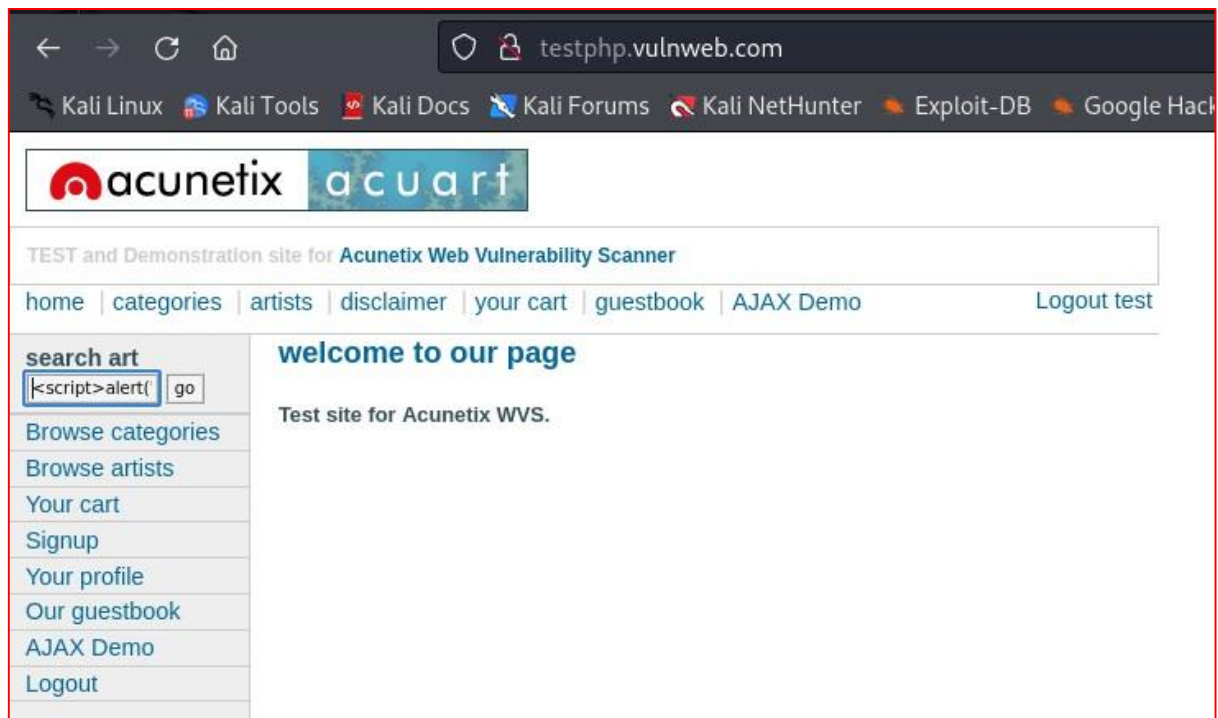 testphp.vulnweb.com
Kali Linux Kali Tools Kali Docs Kali Forums Kali NetHunter Exploit-DB Google Hack
acunetix acuart
TEST and Demonstration site for Acunetix Web Vulnerability Scanner
home | categories | artists | disclaimer | your cart | guestbook | AJAX Demo Logout test
search art
<script>alert(' go
Browse categories
Browse artists
Your cart
Signup
Your profile
Our guestbook
AJAX Demo
Logout
welcome to our page
Test site for Acunetix WVS.